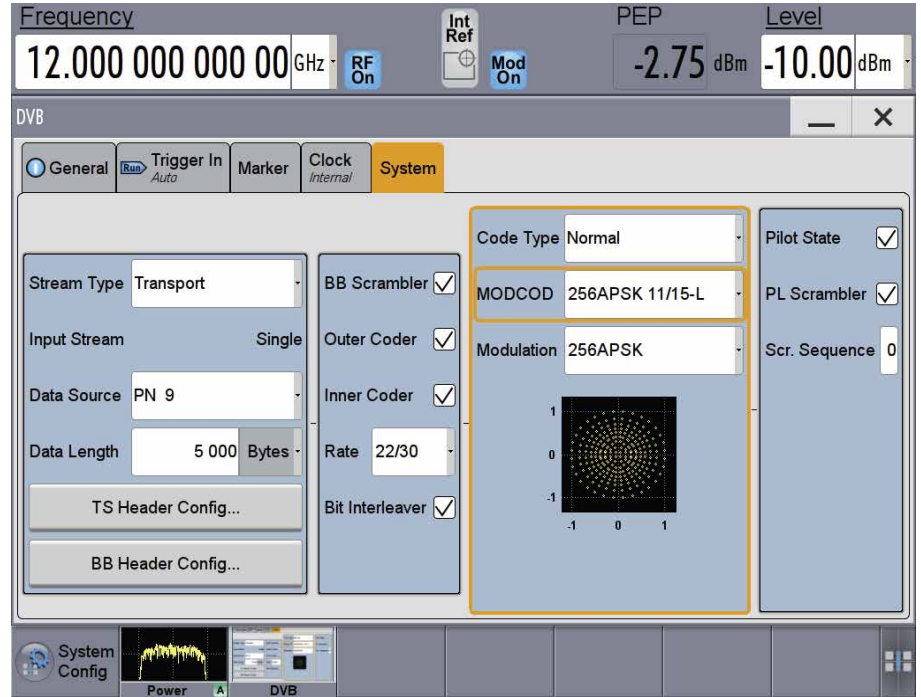 Frequency
Int
Ref
PEP
Level
12.000 000 000 00 GHz
RF
On
Mod
On
-2.75 dBm
-10.00 dBm
DVB
General
Run
Trigger In
Auto
Marker
Clock
Internal
System
Stream Type Transport
Input Stream Single
Data Source PN 9
Data Length 5 000 Bytes
TS Header Config...
BB Header Config...
BB Scrambler
Outer Coder
Inner Coder
Rate 22/30
Bit Interleaver
Code Type Normal
MODCOD 256APSK 11/15-L
Modulation 256APSK
1
0
-1
-1 0 1
Pilot State
PL Scrambler
Scr. Sequence 0
System
Config
Power A
DVB